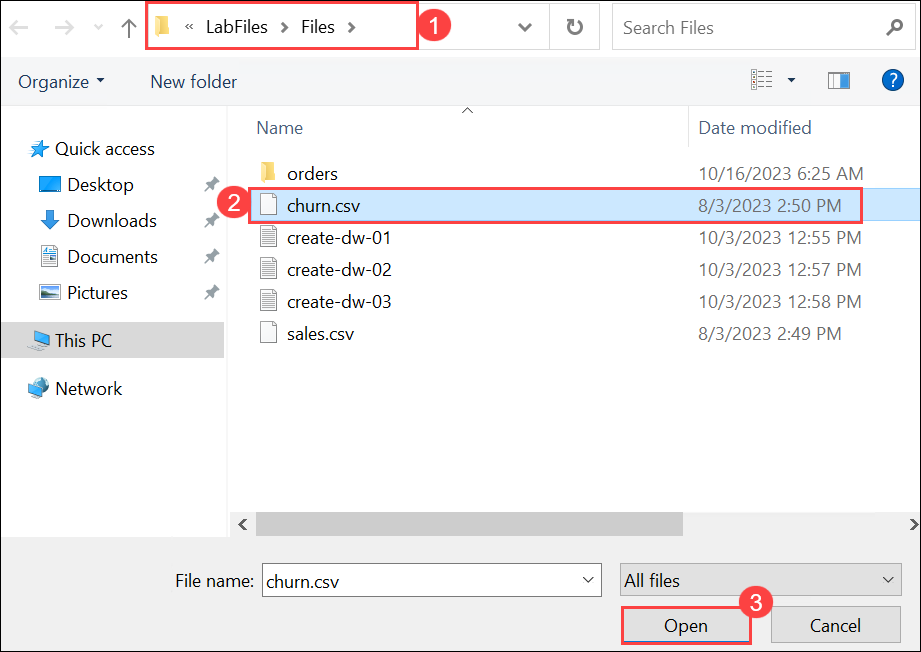 « LabFiles > Files > 1
Search Files
Organize New folder ?
Name Date modified
Quick access
Desktop
Downloads
Documents
Pictures
This PC
Network
orders 10/16/2023 6:25 AM
2 churn.csv 8/3/2023 2:50 PM
create-dw-01 10/3/2023 12:55 PM
create-dw-02 10/3/2023 12:57 PM
create-dw-03 10/3/2023 12:58 PM
sales.csv 8/3/2023 2:49 PM
File name: churn.csv All files
3
Open Cancel